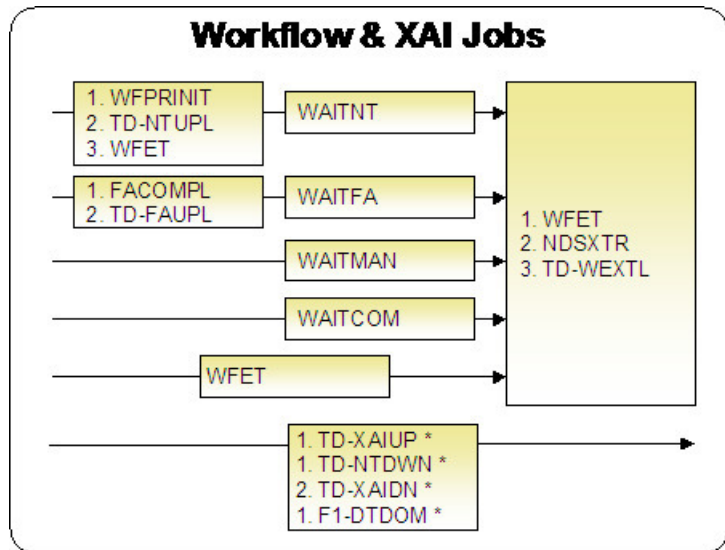 Workflow & XAI Jobs
1. WFPRINIT
2. TD-NTUPL
3. WFET
WAITNT
1. FACOMPL
2. TD-FAUPL
WAITFA
WAITMAN
WAITCOM
WFET
1. WFET
2. NDSXTR
3. TD-WEXTL
1. TD-XAIUP *
1. TD-NTDWN *
2. TD-XAIDN *
1. F1-DTDOM *